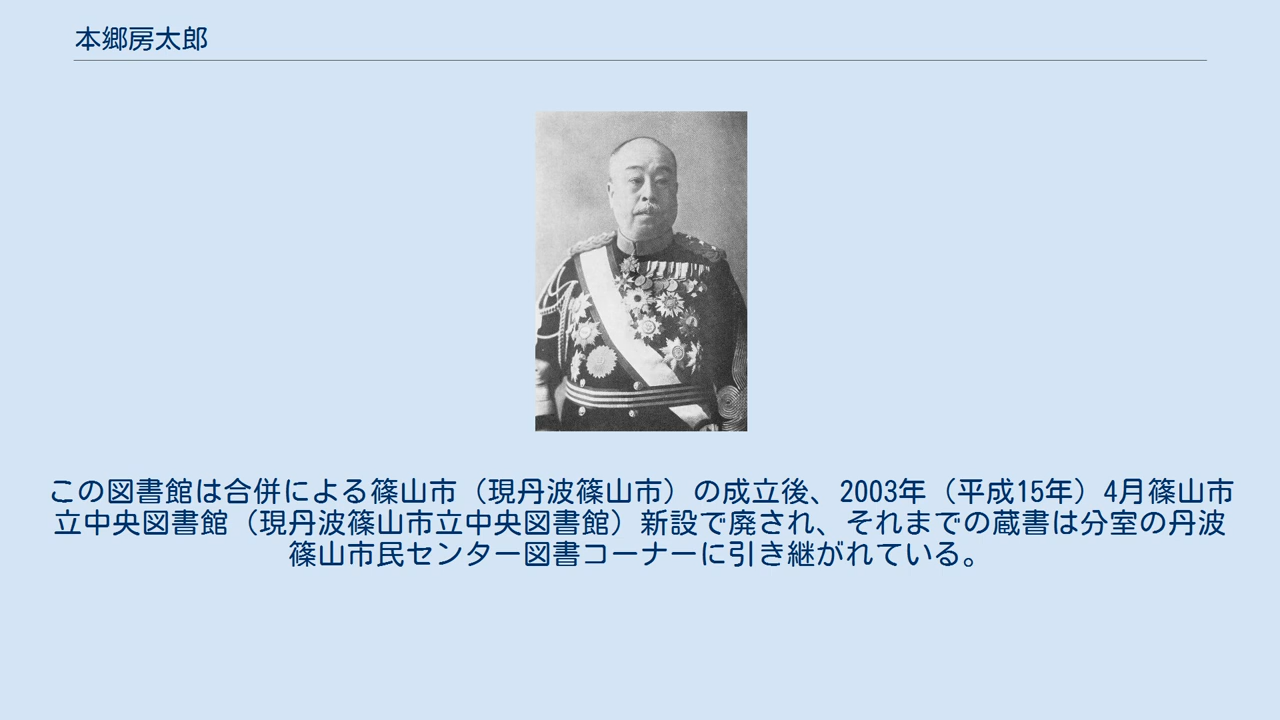 本郷房太郎
この図書館は合併による篠山市（現丹波篠山市）の成立後、2003年（平成15年）4月篠山市
立中央図書館（現丹波篠山市立中央図書館）新設で廃され、それまでの蔵書は分室の丹波
篠山市民センター図書コーナーに引き継がれている。